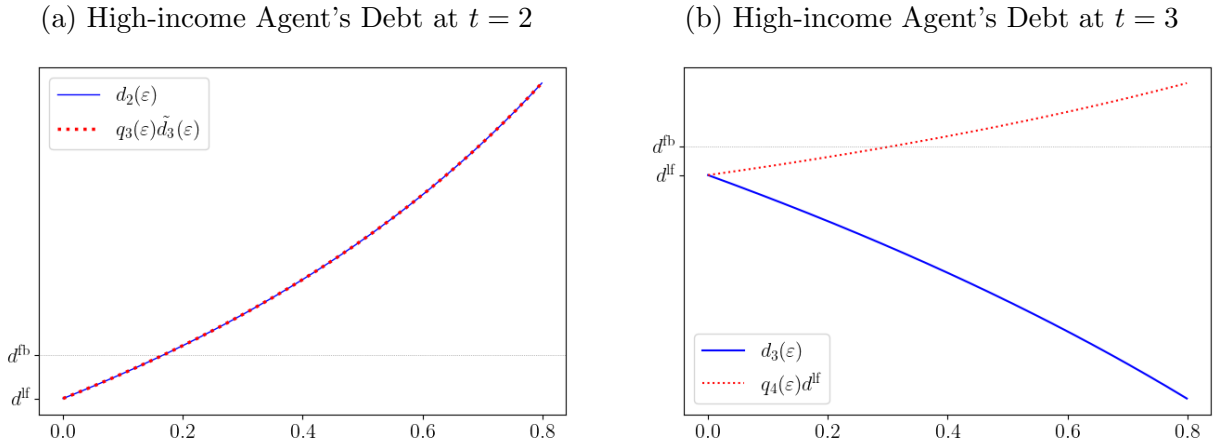 (a) High-income Agent's Debt at t = 2
d₂(ε)
q₃(ε)d̃₃(ε)
d^fb
d^lf
0.0 0.2 0.4 0.6 0.8
(b) High-income Agent's Debt at t = 3
d^fb
d^lf
d₃(ε)
q₄(ε)d^lf
0.0 0.2 0.4 0.6 0.8